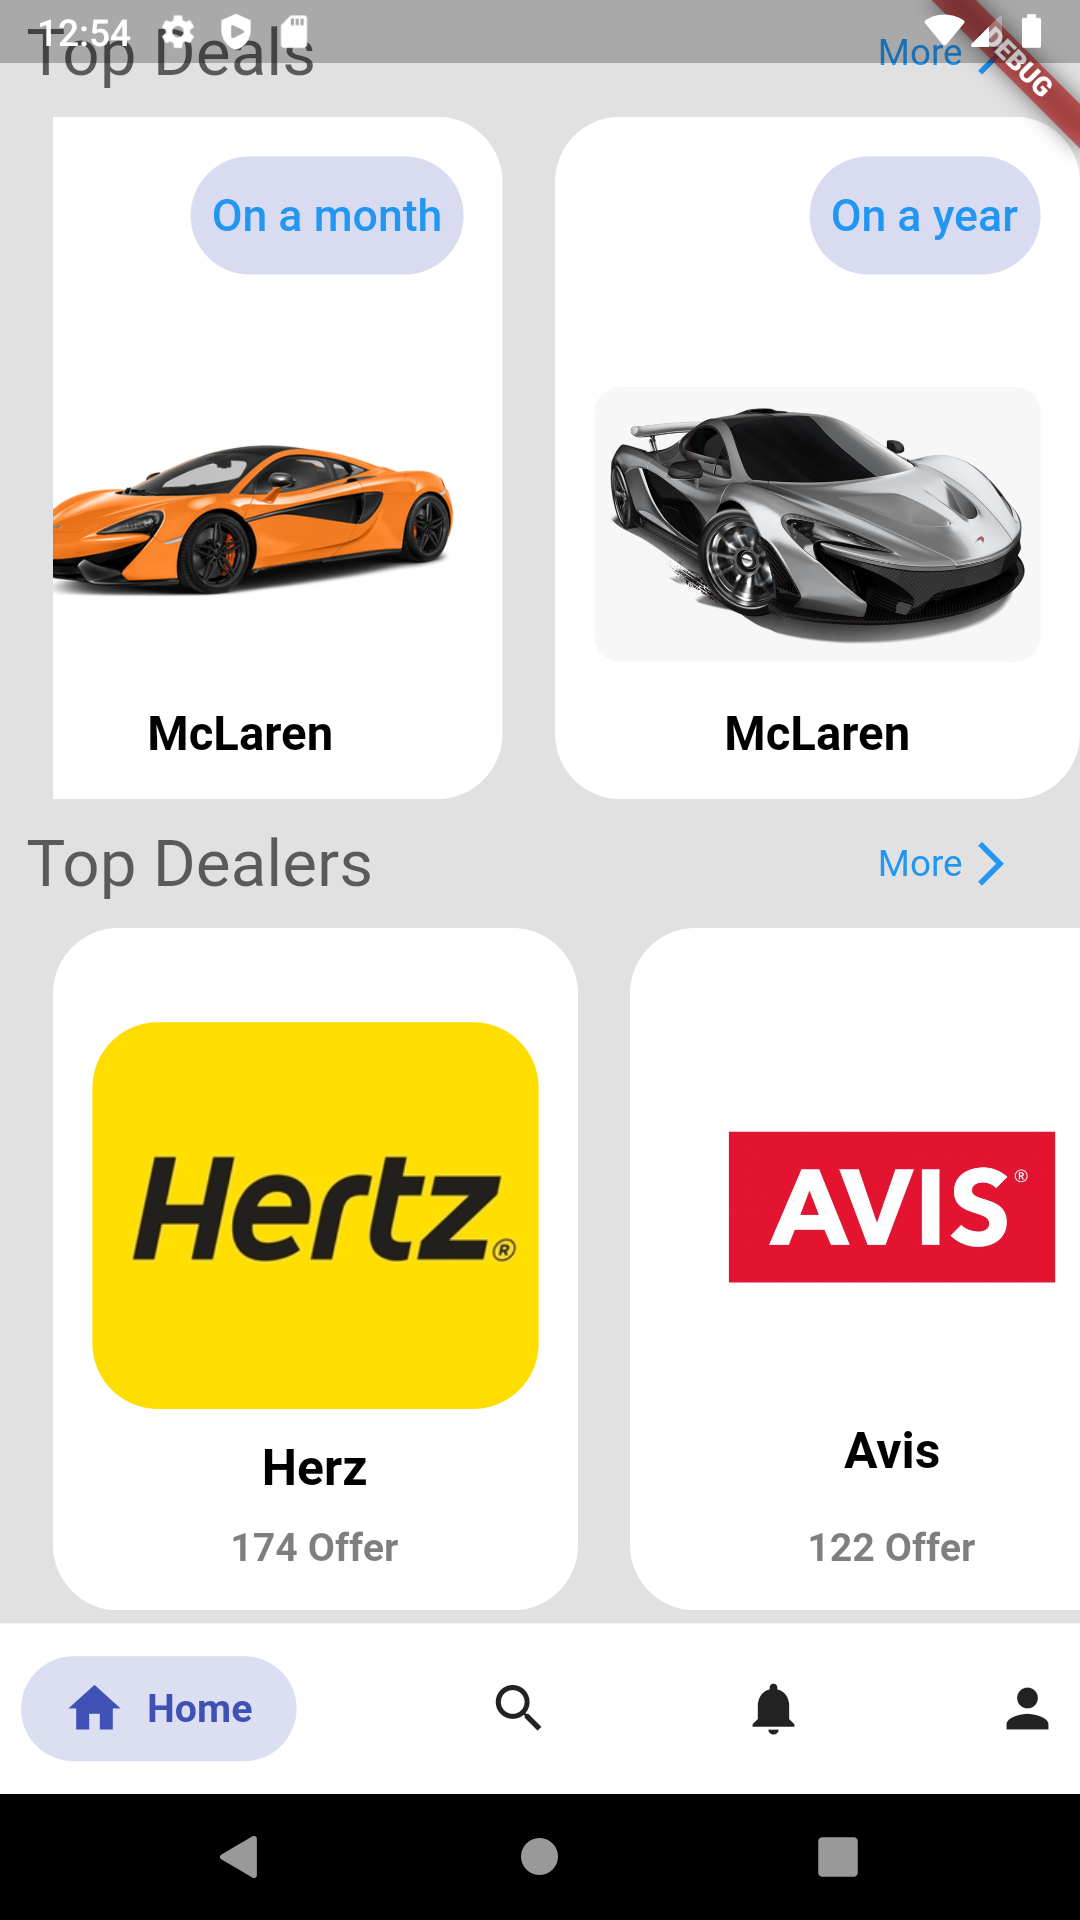 12:54
Top Deals
More
DEBUG
On a month
On a year
McLaren
McLaren
Top Dealers
More
Hertz®
AVIS®
Herz
Avis
174 Offer
122 Offer
Home